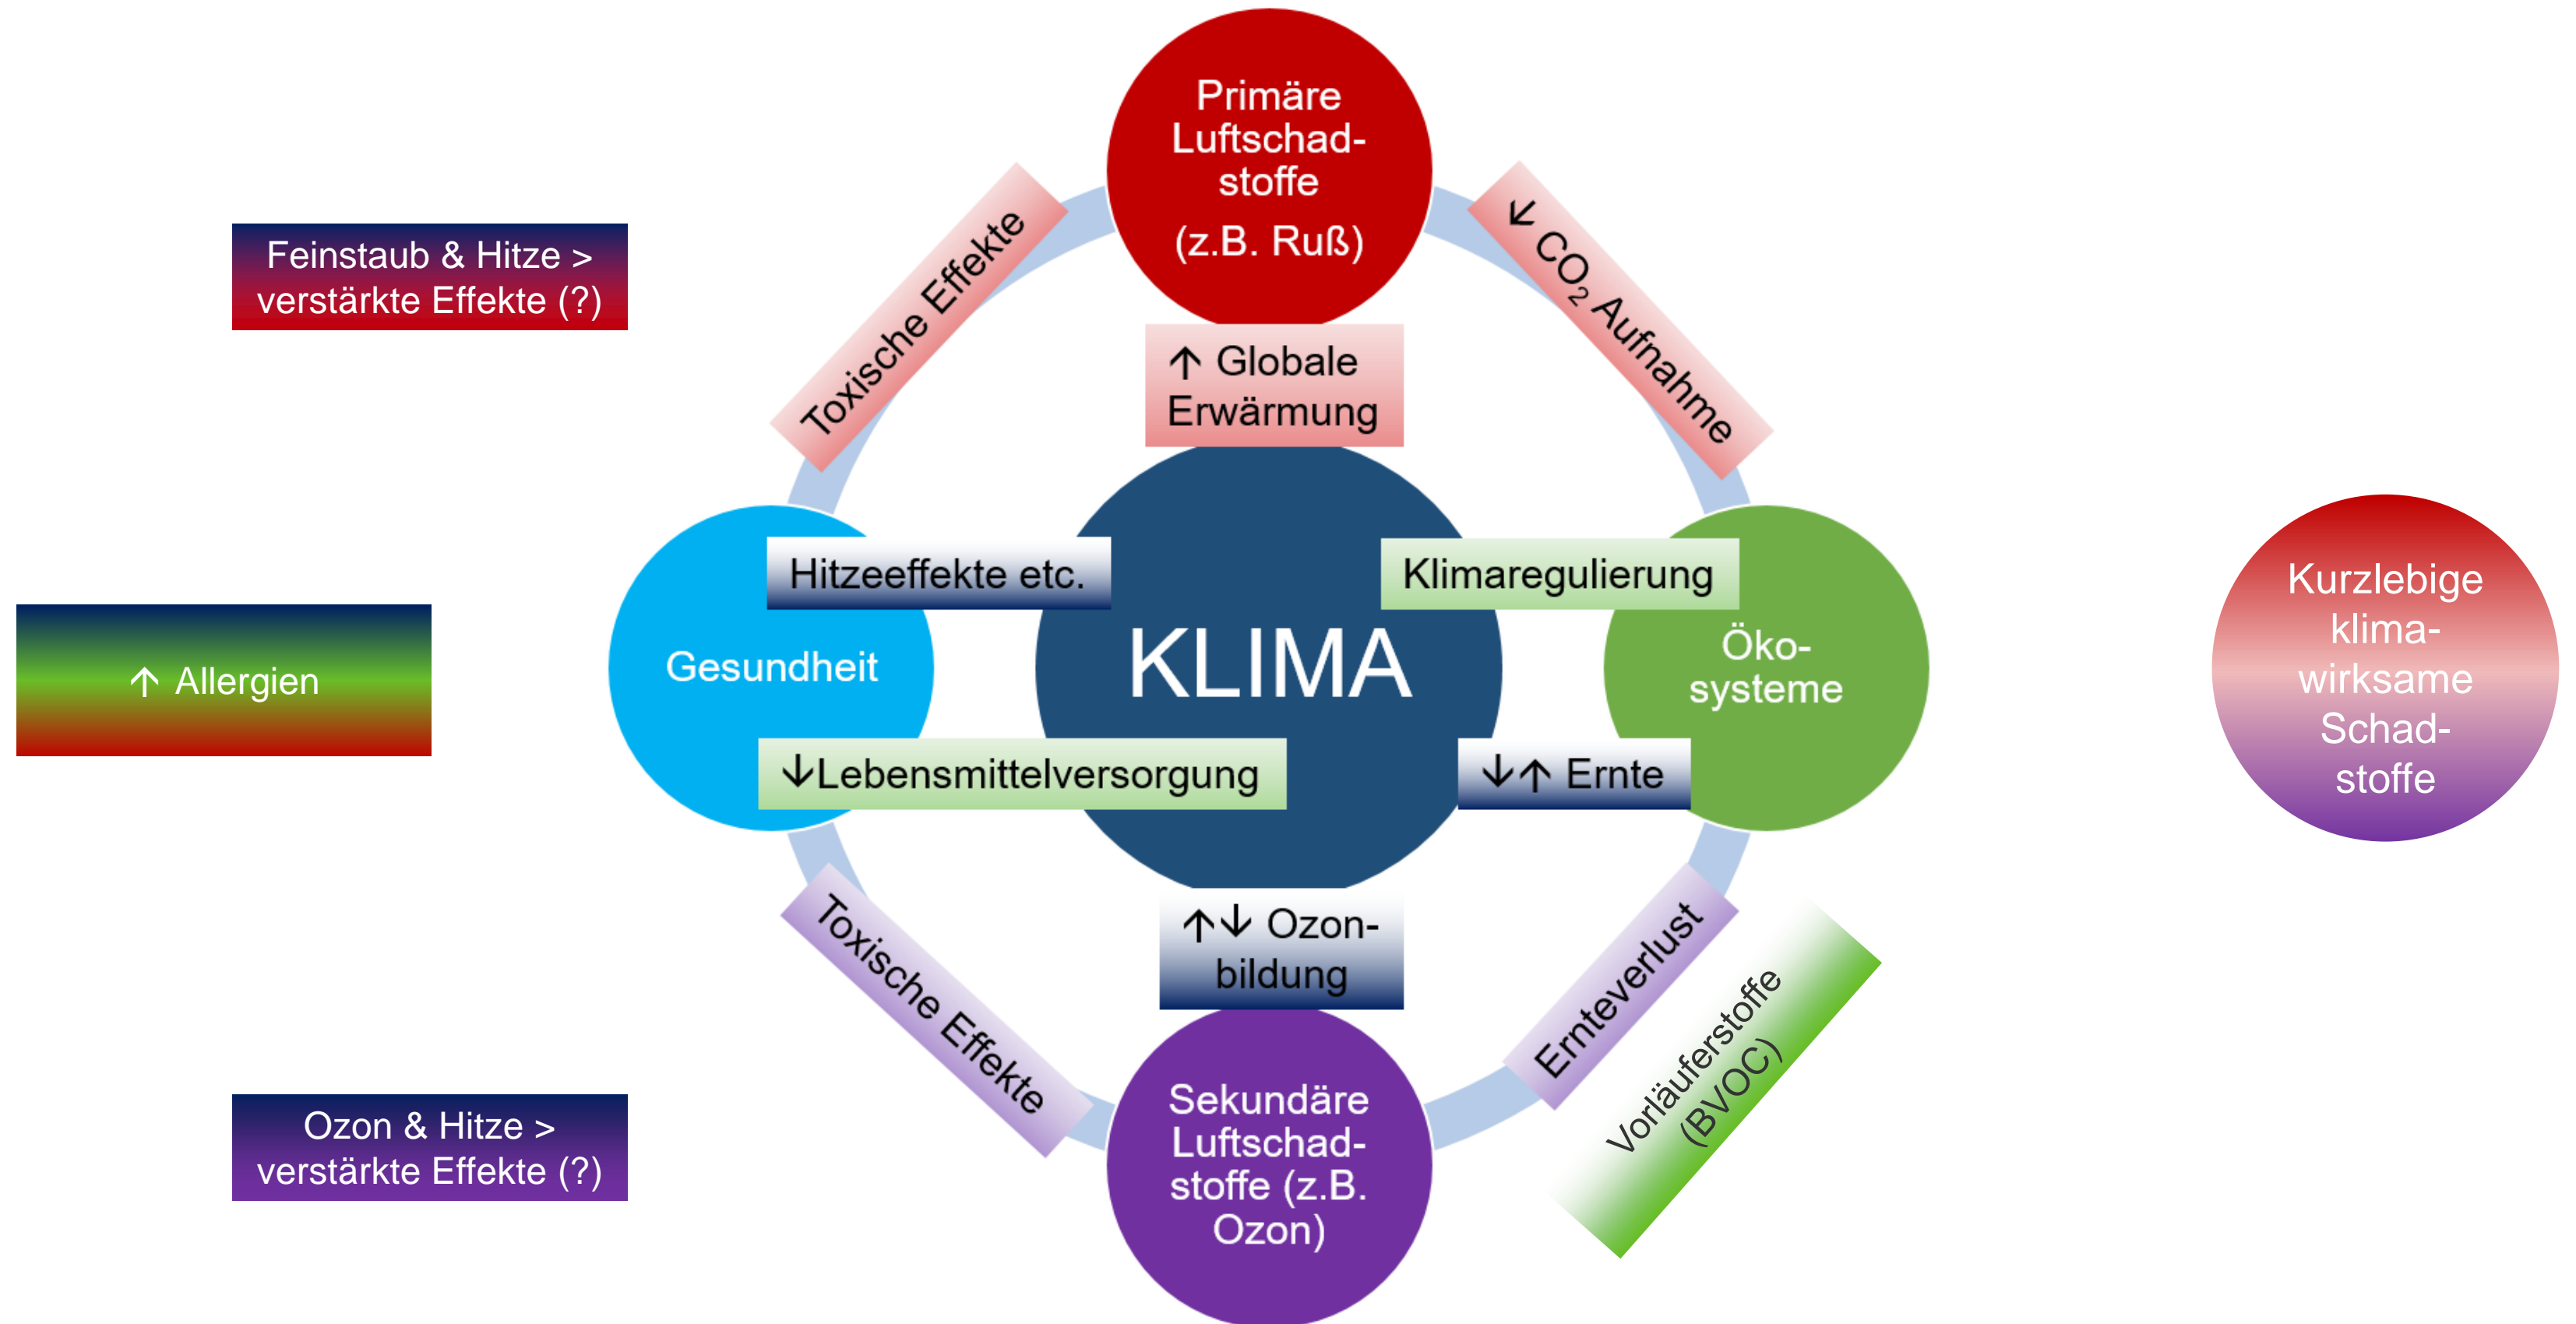 Primäre
Luftschad-
stoffe
(z.B. Ruß)
Feinstaub & Hitze >
verstärkte Effekte (?)
Toxische Effekte
↙ CO₂ Aufnahme
↑ Globale
Erwärmung
Hitzeeffekte etc.
Klimaregulierung
↑ Allergien
Gesundheit
KLIMA
Öko-
systeme
Kurzlebige
klima-
wirksame
Schad-
stoffe
↓Lebensmittelversorgung
↓↑ Ernte
↑↓ Ozon-
bildung
Toxische Effekte
Ernteverlust
Vorläuferstoffe
(BVOC)
Ozon & Hitze >
verstärkte Effekte (?)
Sekundäre
Luftschad-
stoffe (z.B.
Ozon)